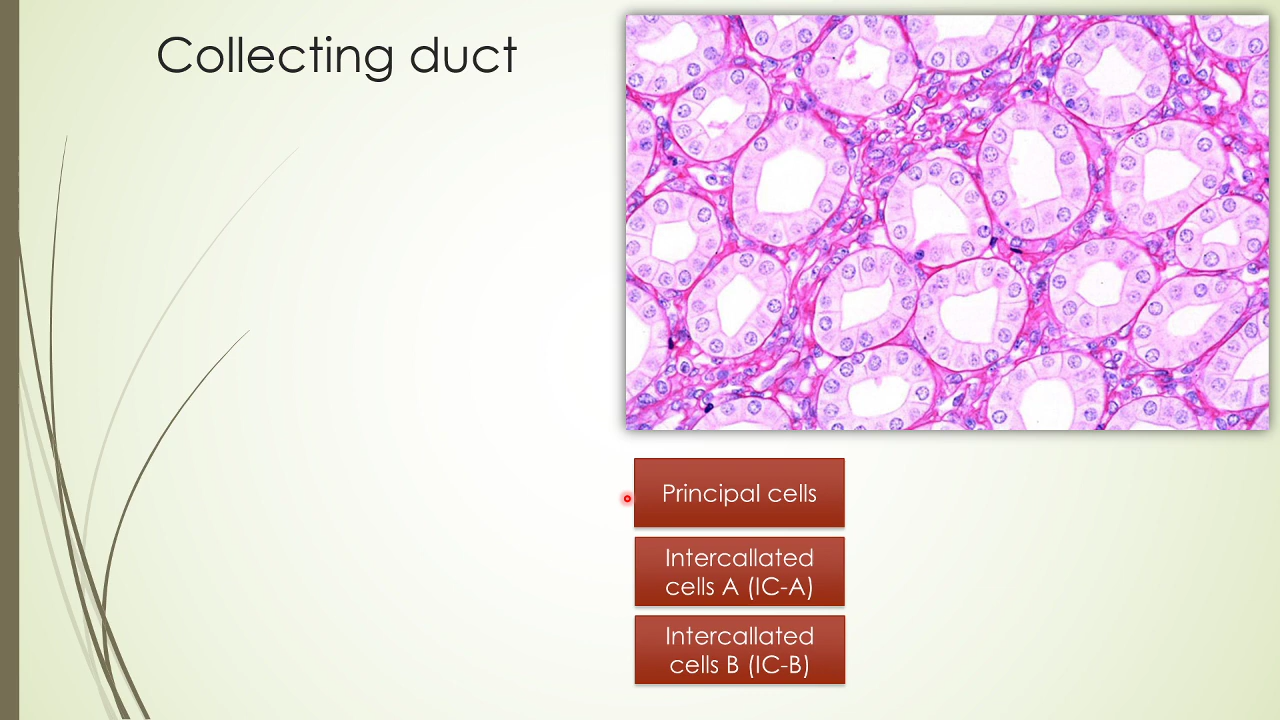 Collecting duct
Principal cells
Intercallated
cells A (IC-A)
Intercallated
cells B (IC-B)